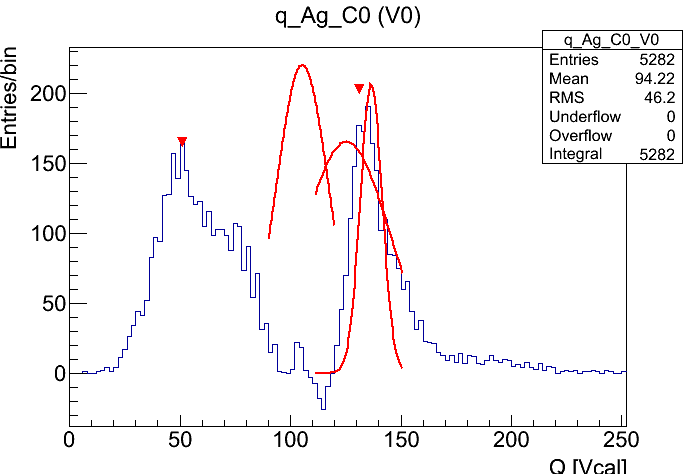 q_Ag_C0 (V0)
q_Ag_C0_V0
Entries 5282
Mean 94.22
RMS 46.2
Underflow 0
Overflow 0
Integral 5282
Entries/bin
200
150
100
50
0
0 50 100 150 200 250
Q [Vcal]